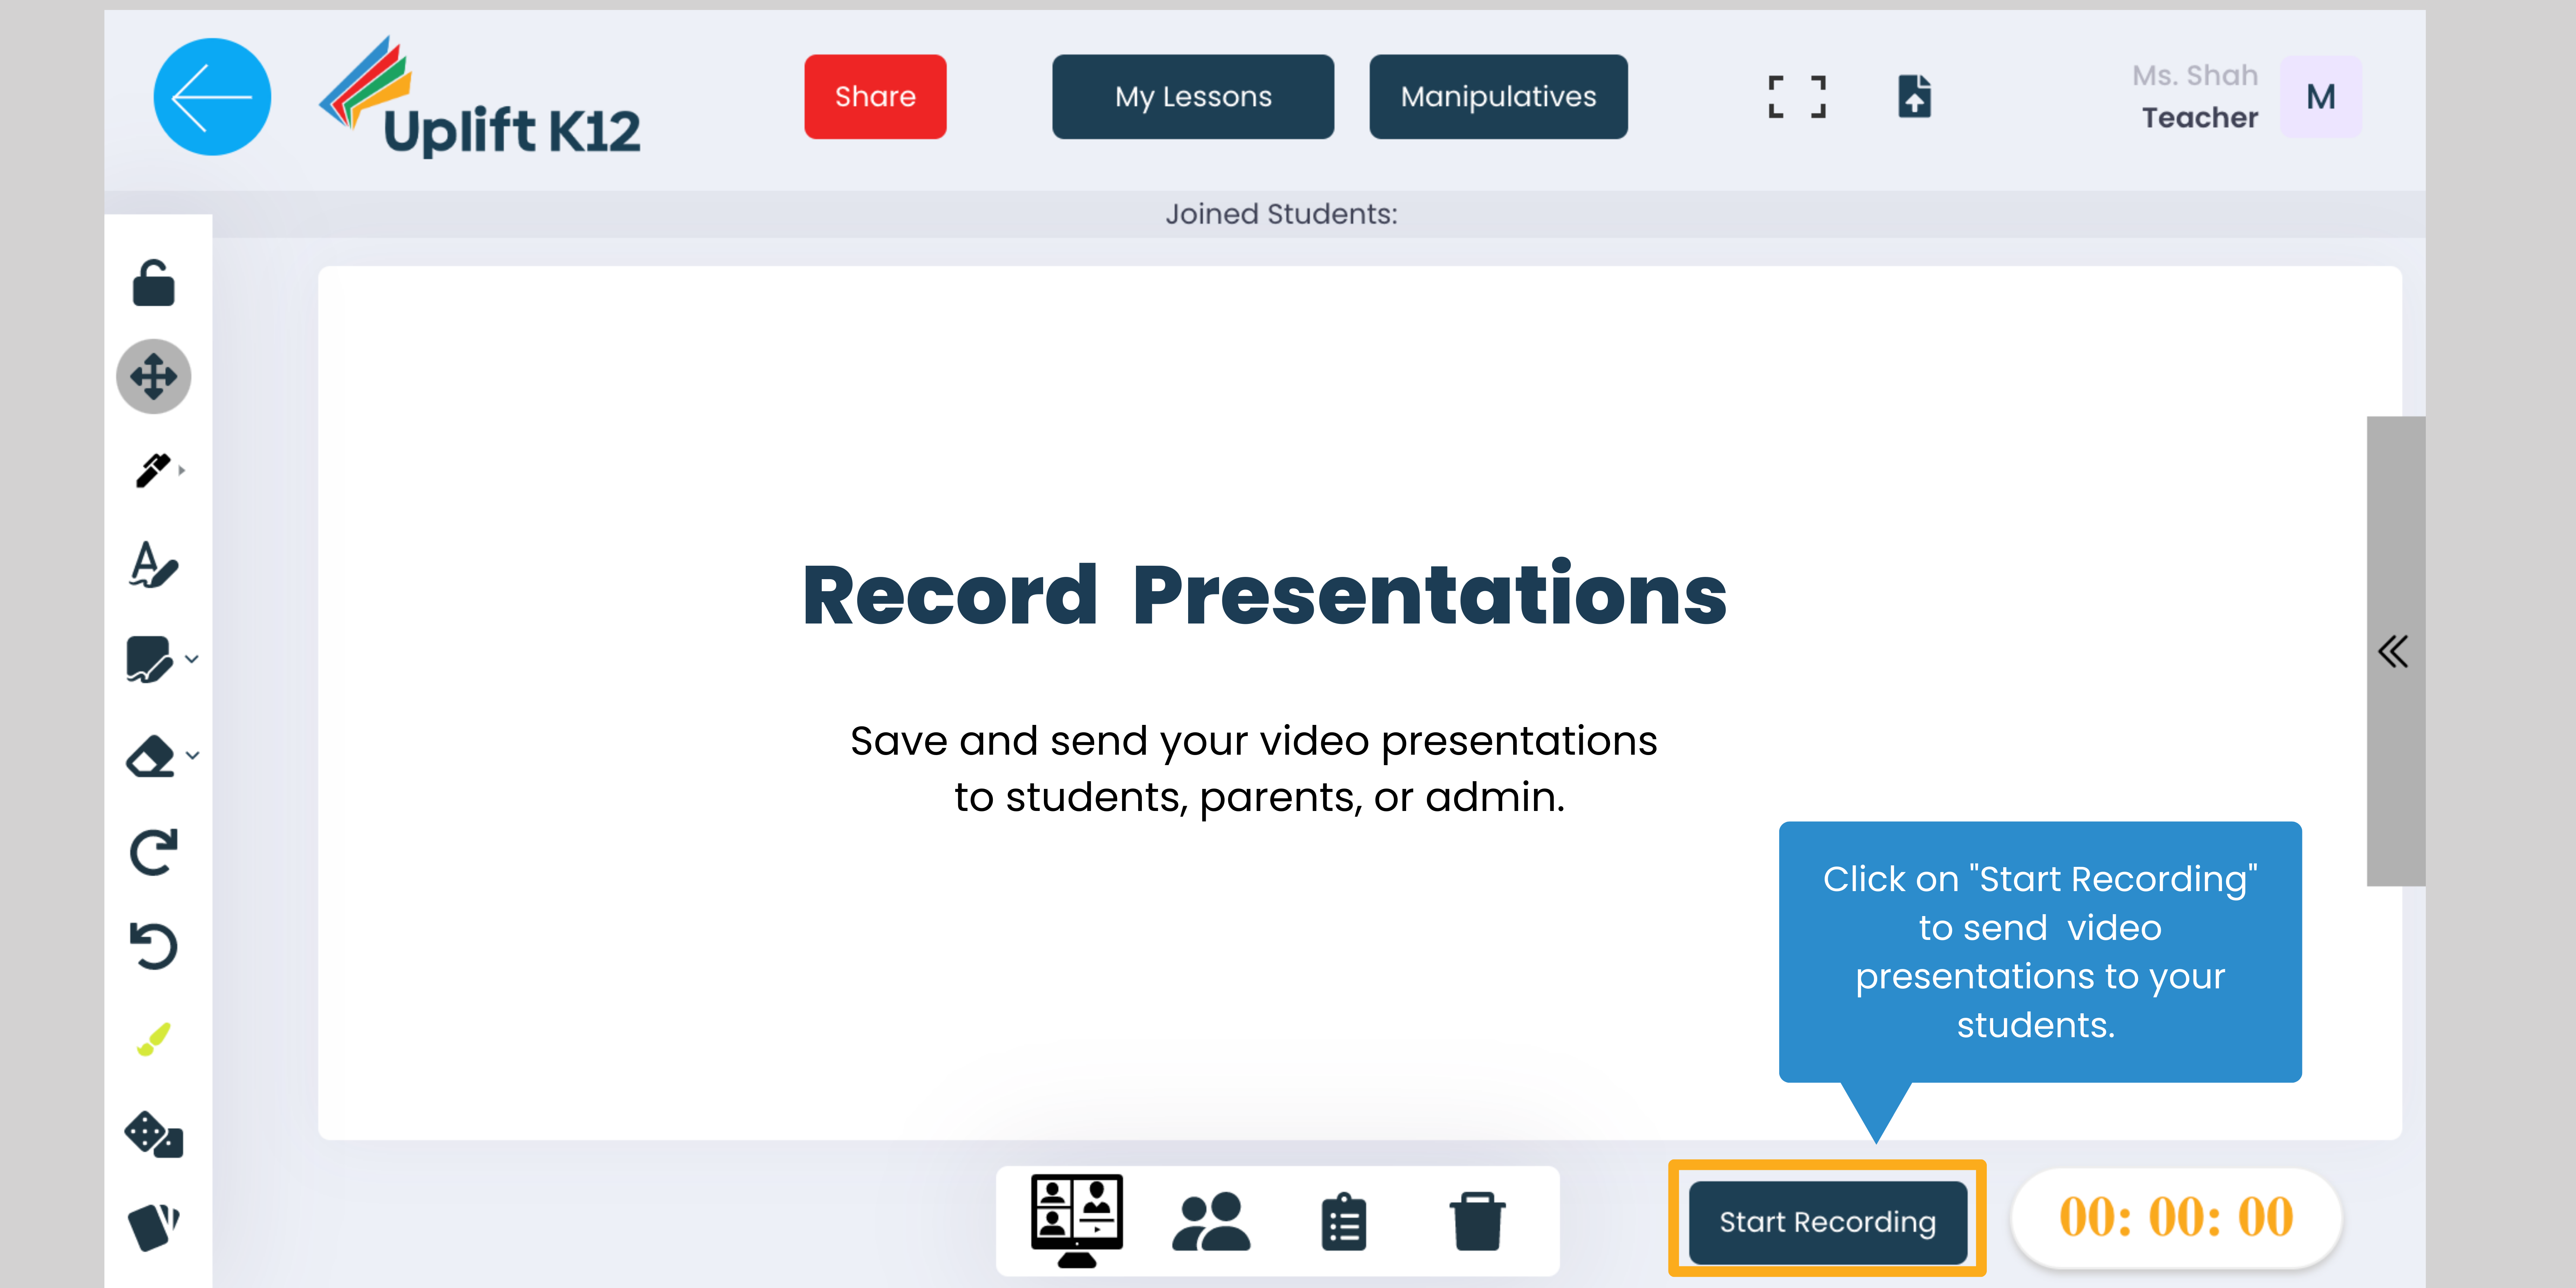 Uplift K12
Share
My Lessons
Manipulatives
Ms. Shah
Teacher
M
Joined Students:
Record Presentations
Save and send your video presentations
to students, parents, or admin.
Click on "Start Recording"
to send video
presentations to your
students.
Start Recording
00: 00: 00